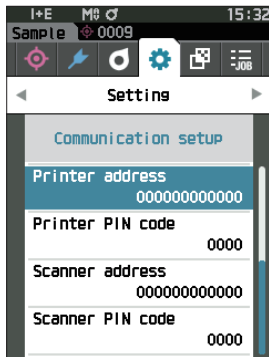 I+E M0 15:32
Sample 0009
-JOB
Setting
Communication setup
Printer address
000000000000
Printer PIN code
0000
Scanner address
000000000000
Scanner PIN code
0000